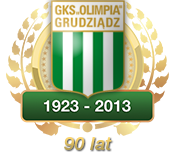 GKS „OLIMPIA"
GRUDZIĄDZ
1923 - 2013
90 lat